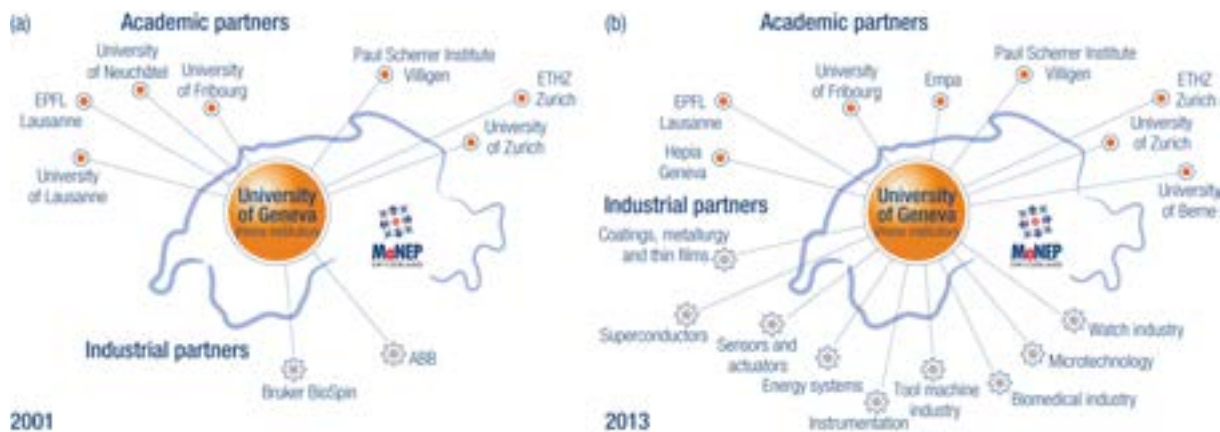 (a)
Academic partners
University
of Neuchâtel
University
of Fribourg
Paul Scherrer Institute
Villigen
ETHZ
Zurich
EPFL
Lausanne
University
of Zurich
University
of Lausanne
University
of Geneva
MaNEP
Industrial partners
ABB
Bruker BioSpin
2001
(b)
Academic partners
University
of Fribourg
Empa
Paul Scherrer Institute
Villigen
ETHZ
Zurich
EPFL
Lausanne
University
of Zurich
Hepia
Geneva
University
of Berne
University
of Geneva
Industrial partners
Coatings, metallurgy
and thin films
MaNEP
Superconductors
Sensors and
actuators
Energy systems
Instrumentation
Tool machine
industry
Biomedical industry
Microtechnology
Watch industry
2013